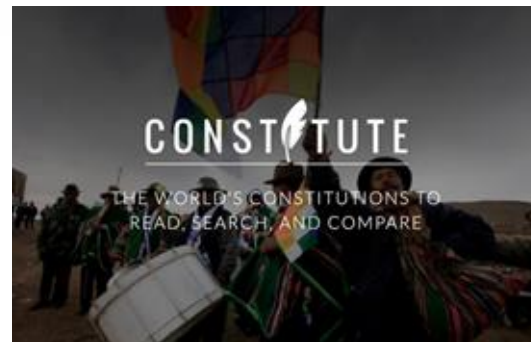 CONSTITUTE
THE WORLD'S CONSTITUTIONS TO
READ, SEARCH, AND COMPARE